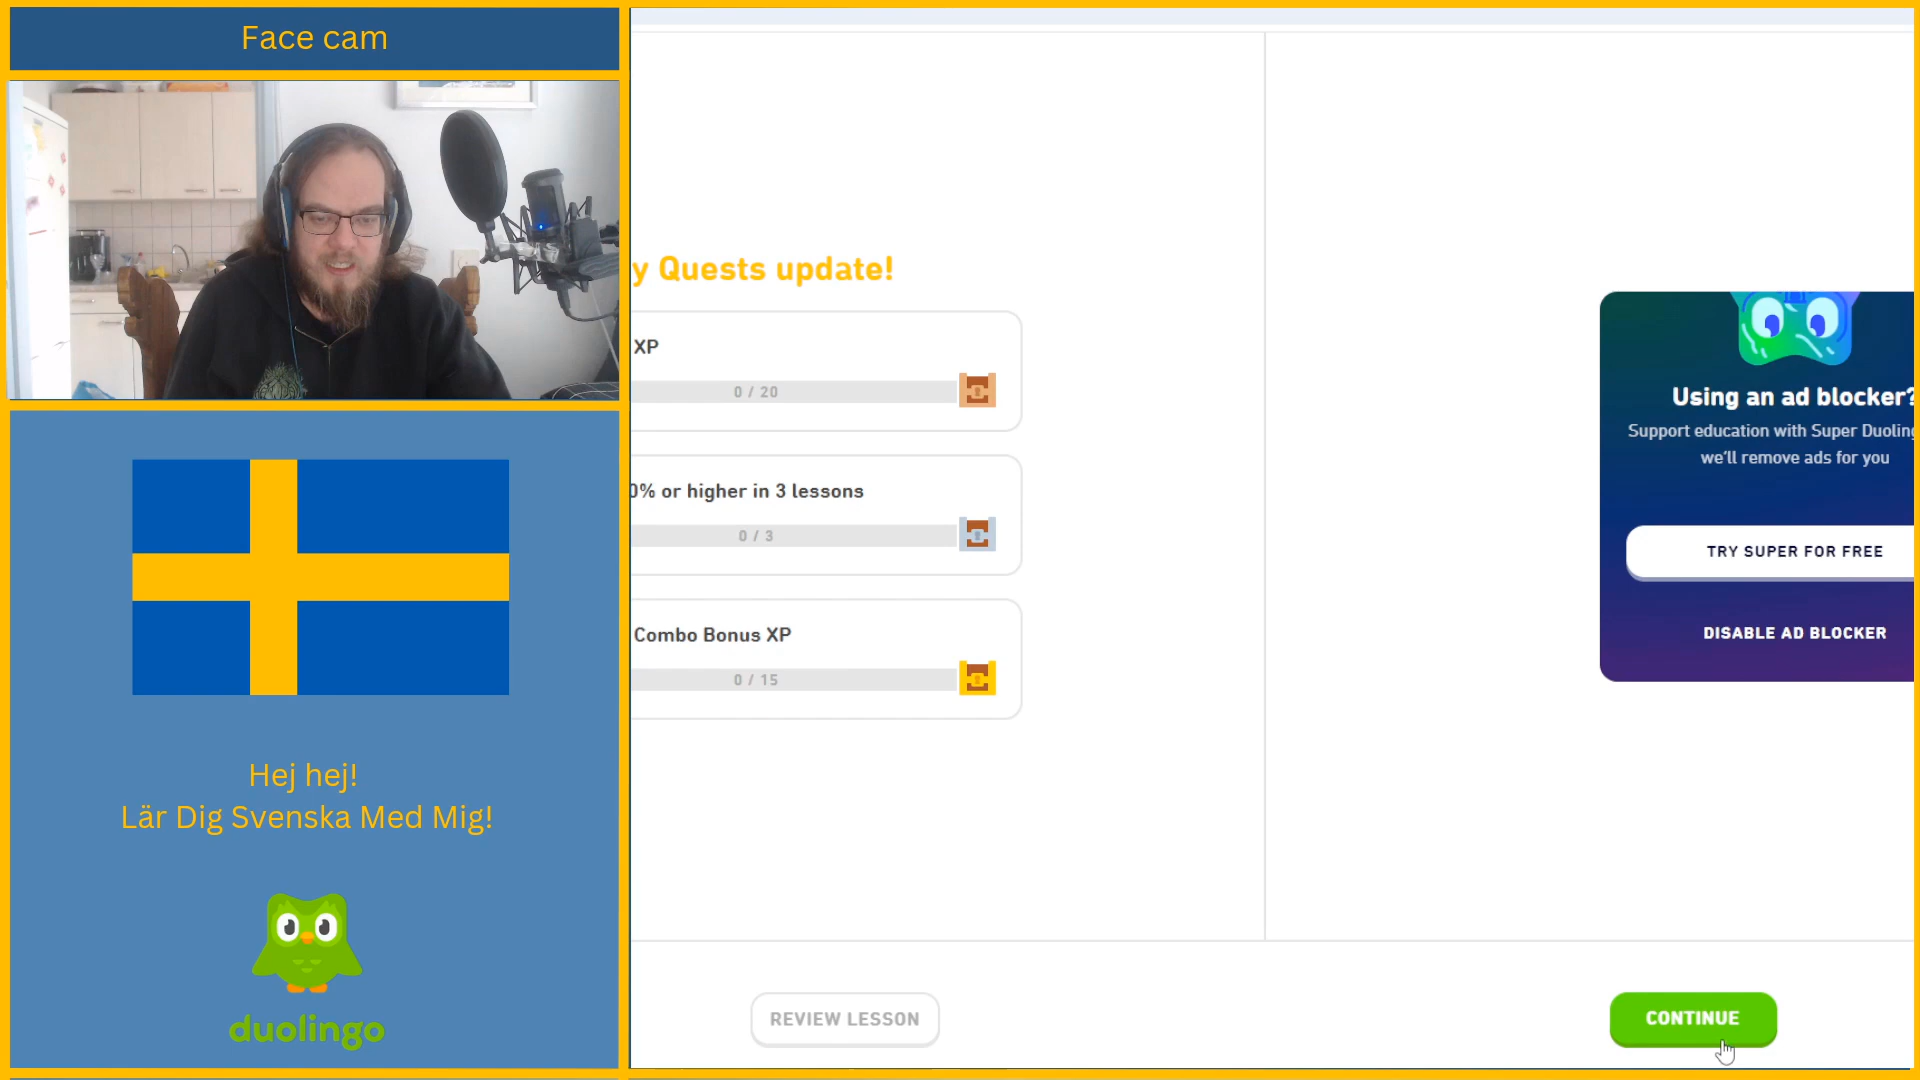 Face cam
Hej hej!
Lär Dig Svenska Med Mig!
duolingo
y Quests update!
XP
0 / 20
0% or higher in 3 lessons
0 / 3
Combo Bonus XP
0 / 15
REVIEW LESSON
Using an ad blocker?
Support education with Super Duoling
we'll remove ads for you
TRY SUPER FOR FREE
DISABLE AD BLOCKER
CONTINUE